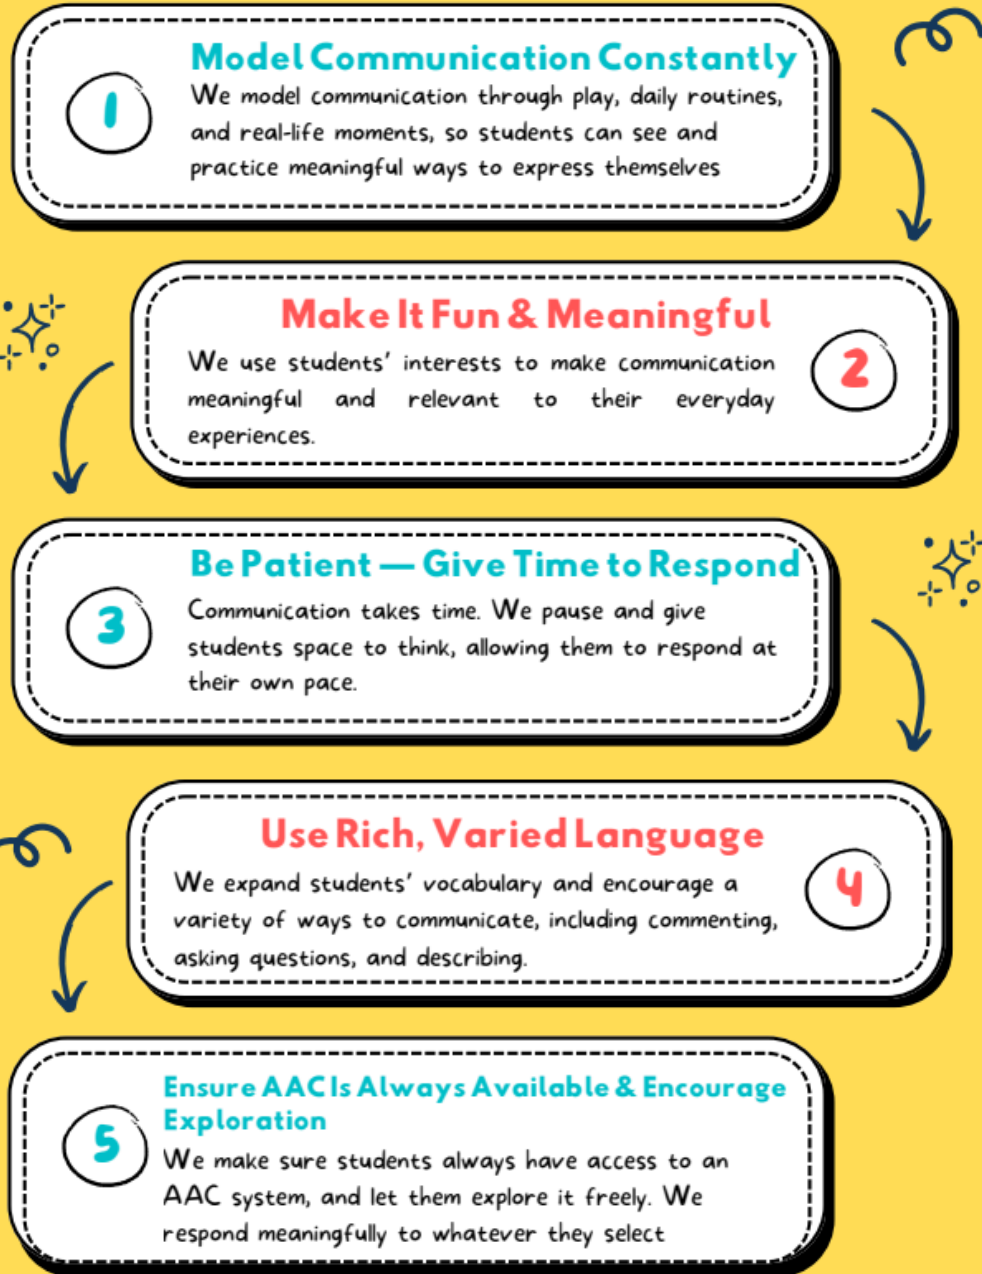 1
Model Communication Constantly
We model communication through play, daily routines,
and real-life moments, so students can see and
practice meaningful ways to express themselves
Make It Fun & Meaningful
We use students' interests to make communication
meaningful and relevant to their everyday
experiences.
2
3
Be Patient — Give Time to Respond
Communication takes time. We pause and give
students space to think, allowing them to respond at
their own pace.
Use Rich, Varied Language
We expand students' vocabulary and encourage a
variety of ways to communicate, including commenting,
asking questions, and describing.
4
5
Ensure AAC Is Always Available & Encourage
Exploration
We make sure students always have access to an
AAC system, and let them explore it freely. We
respond meaningfully to whatever they select